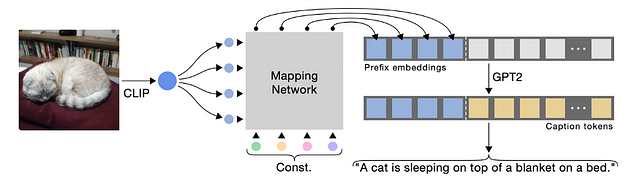 CLIP
Mapping
Network
Const.
Prefix embeddings
GPT2
Caption tokens
"A cat is sleeping on top of a blanket on a bed."